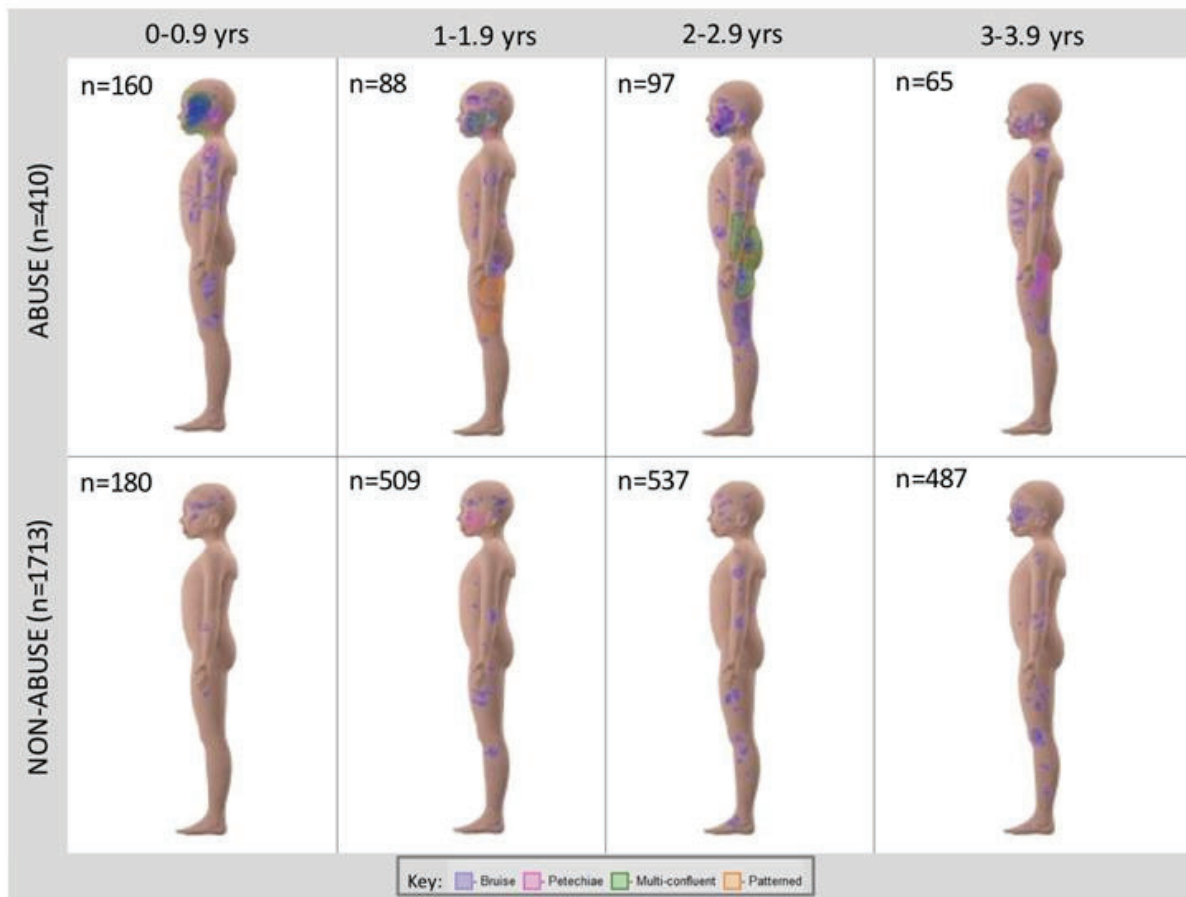 0-0.9 yrs
1-1.9 yrs
2-2.9 yrs
3-3.9 yrs
ABUSE (n=410)
n=160
n=88
n=97
n=65
NON-ABUSE (n=1713)
n=180
n=509
n=537
n=487
Key: - Bruise - Petechiae - Multi-confluent - Patterned